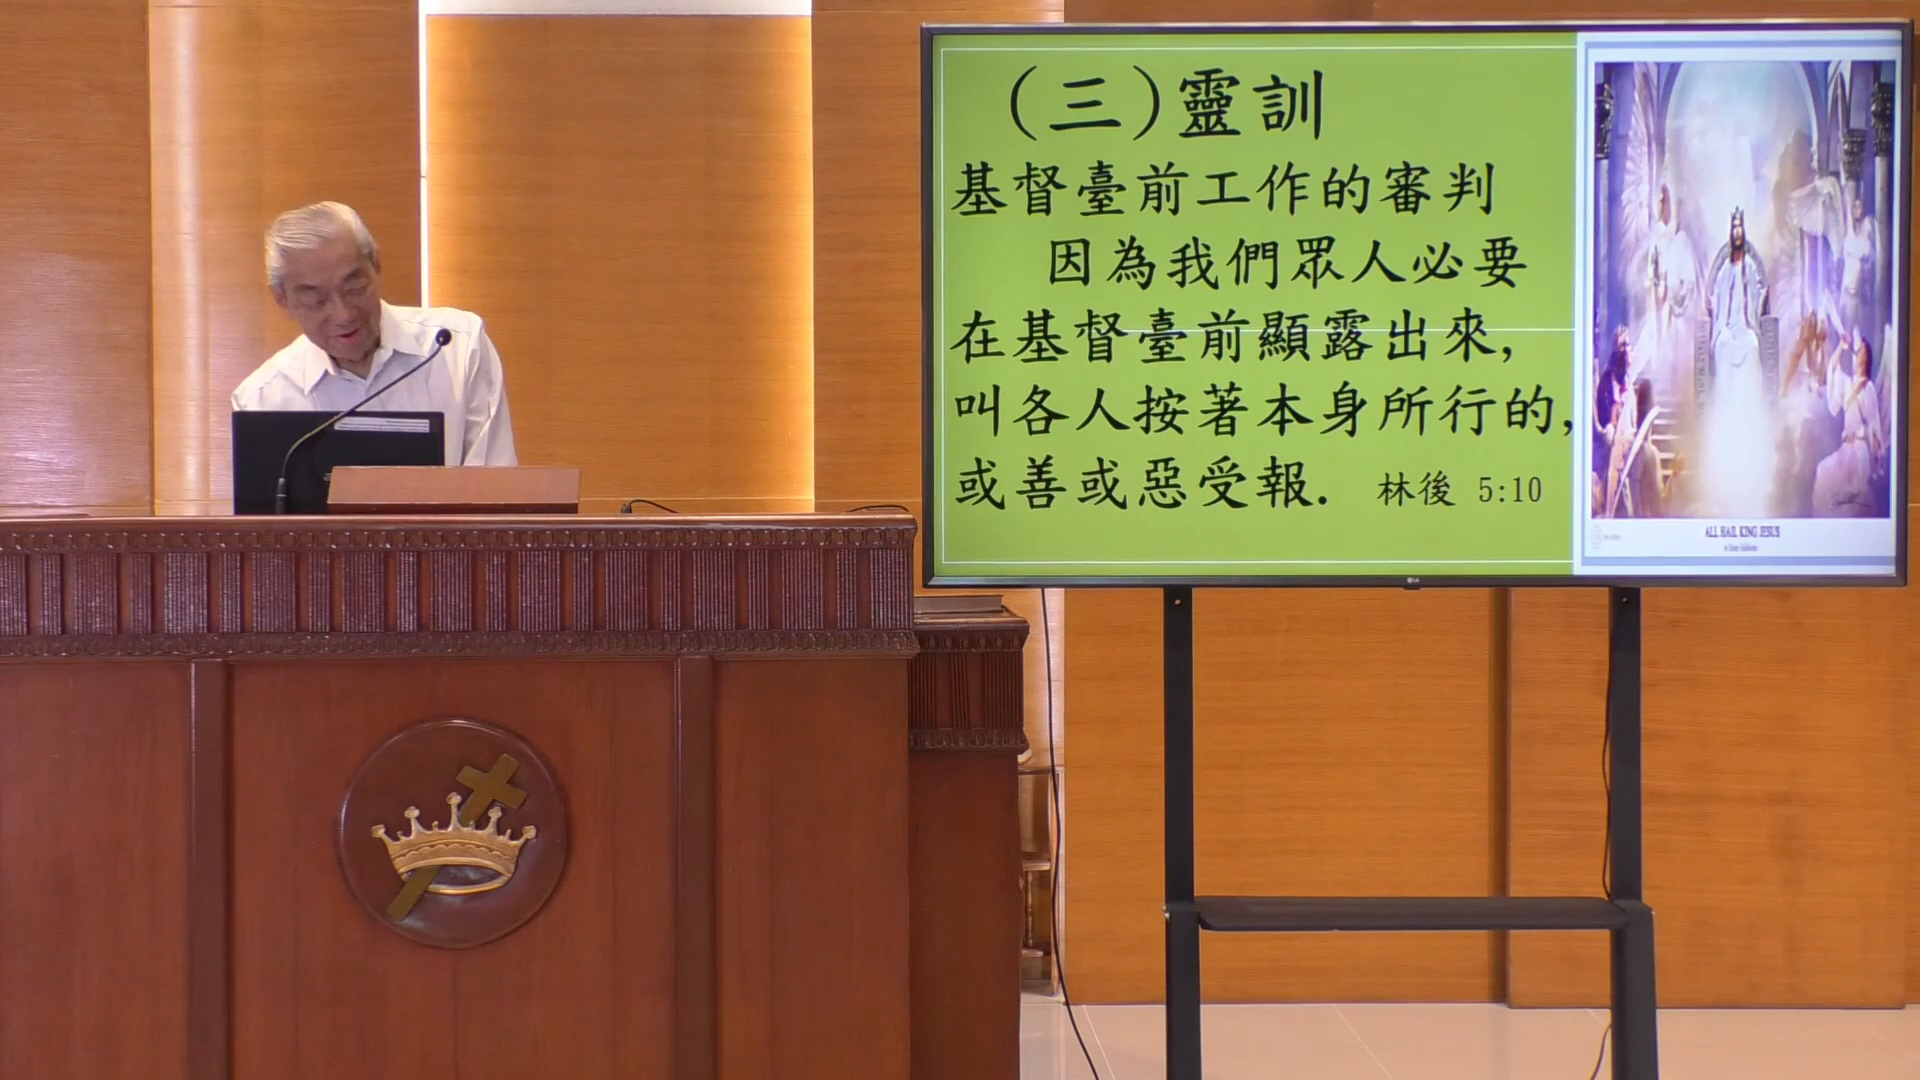 (三)靈訓
基督臺前工作的審判
因為我們眾人必要
在基督臺前顯露出來,
叫各人按著本身所行的,
或善或惡受報. 林後 5:10
ALL HAIL KING JESUS
LG